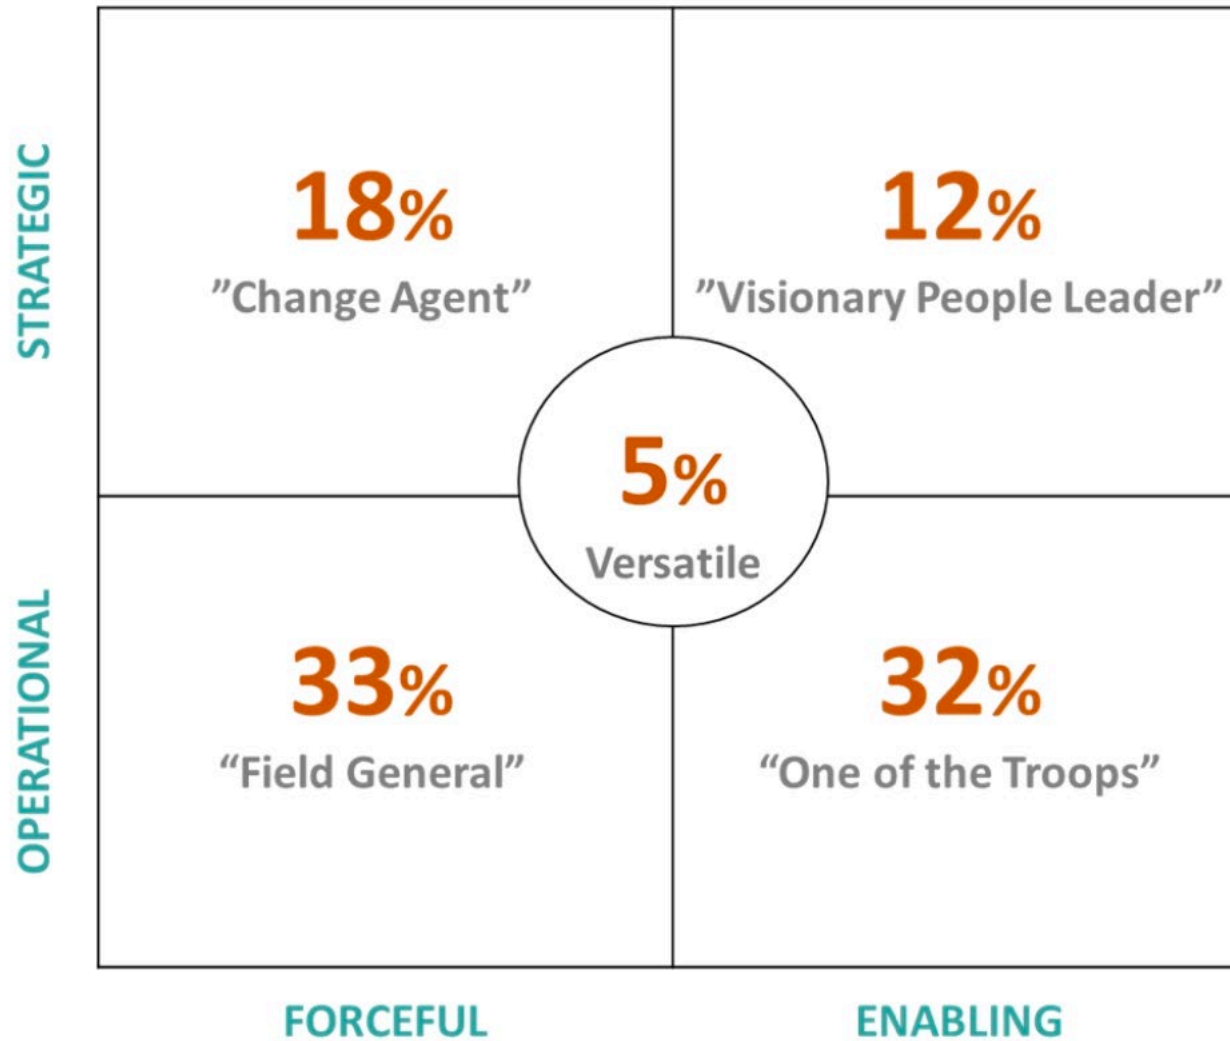 STRATEGIC
18%
”Change Agent”
12%
”Visionary People Leader”
5%
Versatile
OPERATIONAL
33%
“Field General”
32%
“One of the Troops”
FORCEFUL
ENABLING